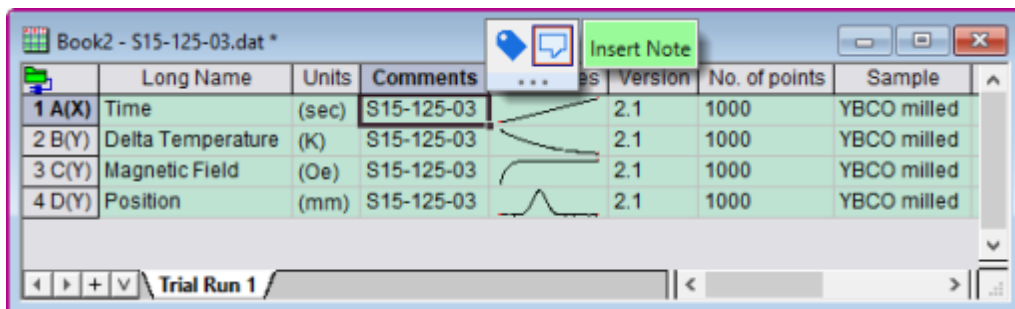 Book2 - S15-125-03.dat *
Insert Note
Long Name Units Comments es Version No. of points Sample
1 A(X) Time (sec) S15-125-03 2.1 1000 YBCO milled
2 B(Y) Delta Temperature (K) S15-125-03 2.1 1000 YBCO milled
3 C(Y) Magnetic Field (Oe) S15-125-03 2.1 1000 YBCO milled
4 D(Y) Position (mm) S15-125-03 2.1 1000 YBCO milled
Trial Run 1